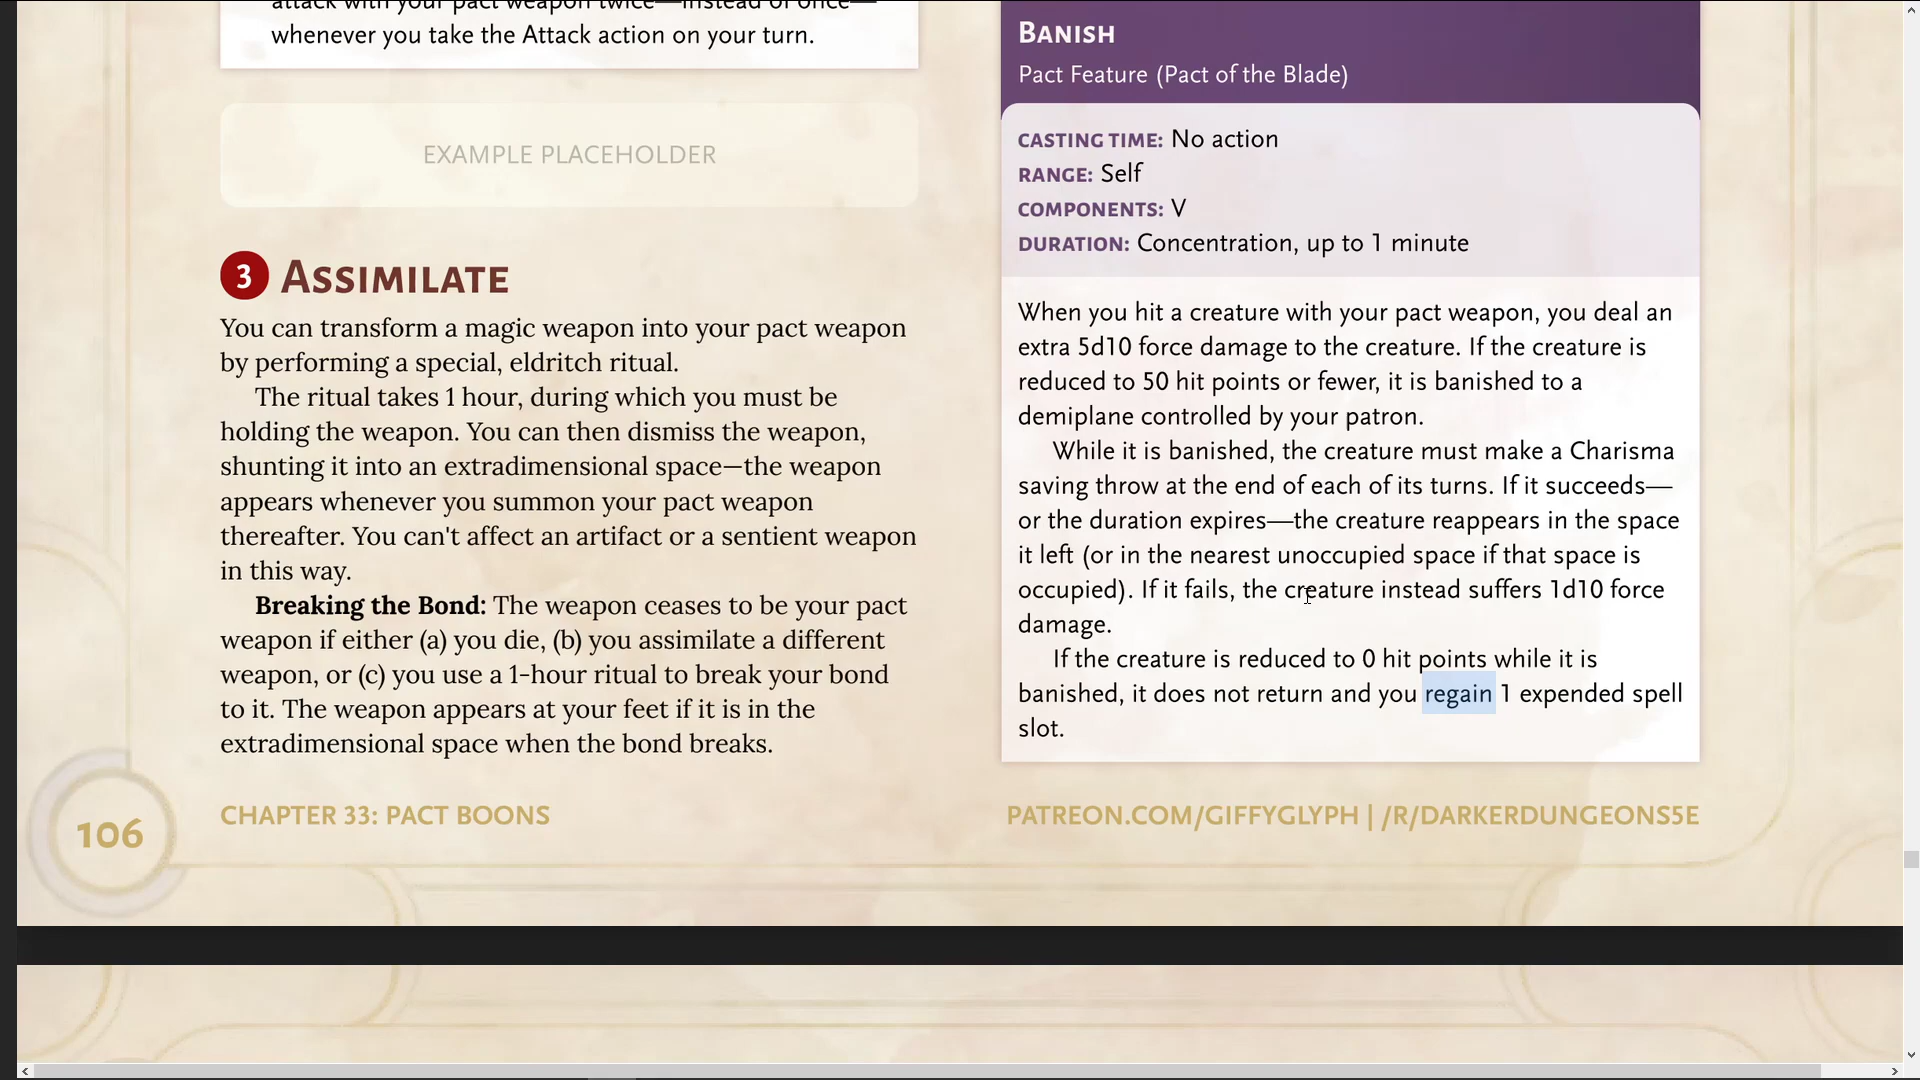 attack with your pact weapon twice—instead of once—
whenever you take the Attack action on your turn.
EXAMPLE PLACEHOLDER
3 ASSIMILATE
You can transform a magic weapon into your pact weapon
by performing a special, eldritch ritual.
The ritual takes 1 hour, during which you must be
holding the weapon. You can then dismiss the weapon,
shunting it into an extradimensional space—the weapon
appears whenever you summon your pact weapon
thereafter. You can't affect an artifact or a sentient weapon
in this way.
Breaking the Bond: The weapon ceases to be your pact
weapon if either (a) you die, (b) you assimilate a different
weapon, or (c) you use a 1-hour ritual to break your bond
to it. The weapon appears at your feet if it is in the
extradimensional space when the bond breaks.
BANISH
Pact Feature (Pact of the Blade)
CASTING TIME: No action
RANGE: Self
COMPONENTS: V
DURATION: Concentration, up to 1 minute
When you hit a creature with your pact weapon, you deal an
extra 5d10 force damage to the creature. If the creature is
reduced to 50 hit points or fewer, it is banished to a
demiplane controlled by your patron.
While it is banished, the creature must make a Charisma
saving throw at the end of each of its turns. If it succeeds—
or the duration expires—the creature reappears in the space
it left (or in the nearest unoccupied space if that space is
occupied). If it fails, the creature instead suffers 1d10 force
damage.
If the creature is reduced to 0 hit points while it is
banished, it does not return and you regain 1 expended spell
slot.
106
CHAPTER 33: PACT BOONS
PATREON.COM/GIFFYGLYPH | /R/DARKERDUNGEONS5E